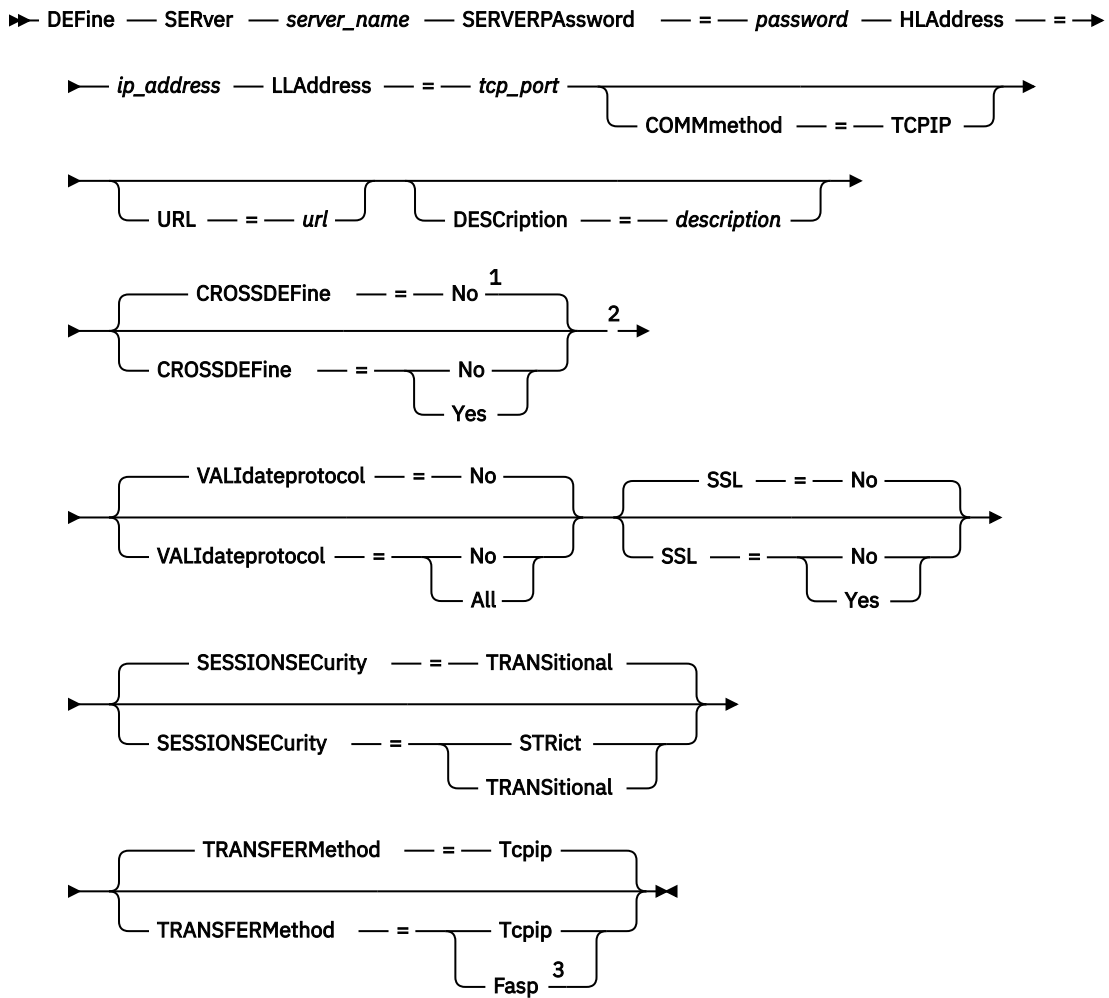 DEFine SERver server_name SERVERPAssword = password HLAddress =
ip_address LLAddress = tcp_port
COMMmethod = TCPIP
URL = url DESCription = description
CROSSDEFine = No 1
2
CROSSDEFine = No
Yes
VALIdateprotocol = No SSL = No
VALIdateprotocol = No SSL = No
All Yes
SESSIONSECurity = TRANSitional
SESSIONSECurity = STRict
TRANSitional
TRANSFERMethod = Tcpip
TRANSFERMethod = Tcpip
Fasp 3